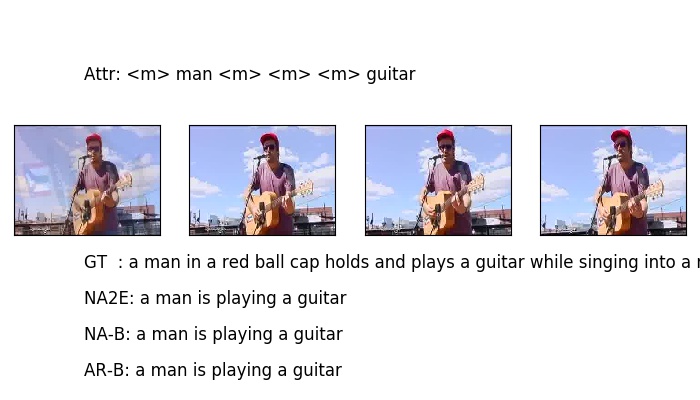 Attr: <m> man <m> <m> <m> guitar
GT : a man in a red ball cap holds and plays a guitar while singing into a
NA2E: a man is playing a guitar
NA-B: a man is playing a guitar
AR-B: a man is playing a guitar